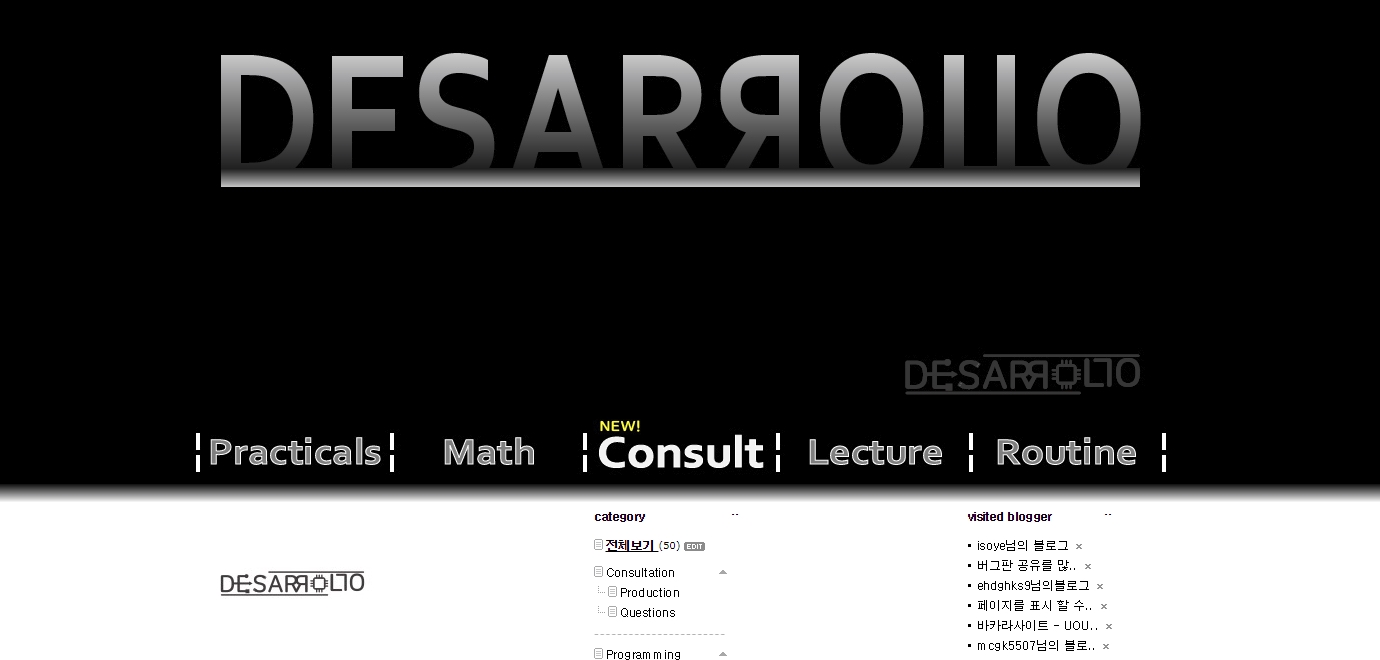 DESARROLLO
DESARROLLO
Practicals
Math
NEW!
Consult
Lecture
Routine
DESARROLLO
category
전체보기 (50) EDIT
Consultation
Production
Questions
Programming
visited blogger
isoye님의 블로그
버그판 공유를 많..
ehdghks9님의블로그
페이지를 표시 할 수..
바카라사이트 - UOU..
mcgk5507님의 블로..